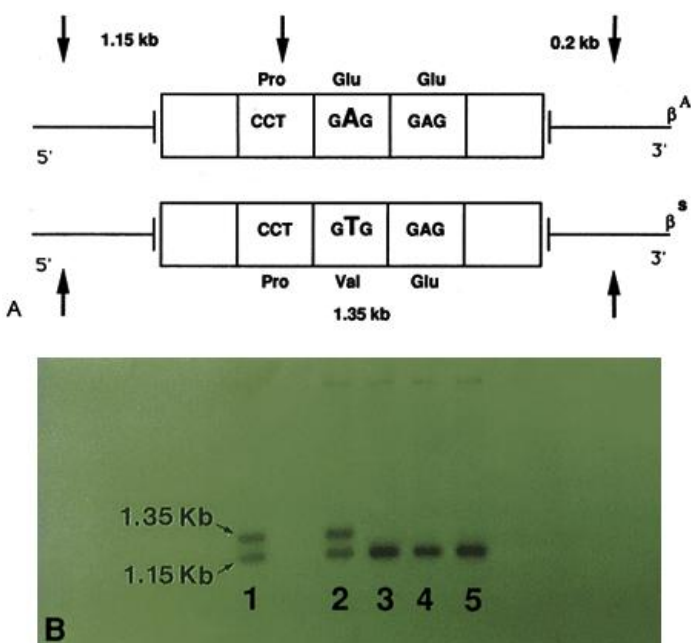 1.15 kb 0.2 kb
Pro Glu Glu
CCT GAG GAG
β A
5' 3'
CCT GTG GAG
β s
5' 3'
Pro Val Glu
A 1.35 kb
1.35 Kb
1.15 Kb
1 2 3 4 5
B